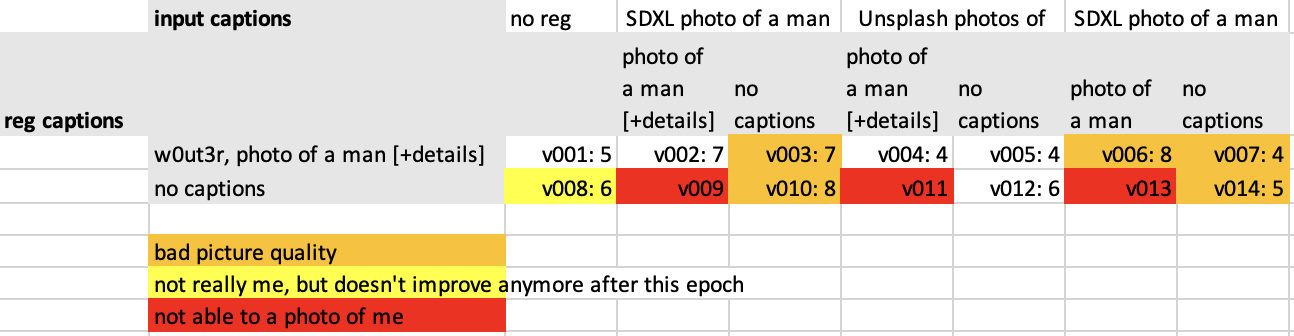 input captions no reg SDXL photo of a man Unsplash photos of SDXL photo of a man
photo of photo of
a man no a man no photo of no
reg captions [+details] captions [+details] captions a man captions
w0ut3r, photo of a man [+details] v001: 5 v002: 7 v003: 7 v004: 4 v005: 4 v006: 8 v007: 4
no captions v008: 6 v009 v010: 8 v011 v012: 6 v013 v014: 5
bad picture quality
not really me, but doesn't improve anymore after this epoch
not able to a photo of me